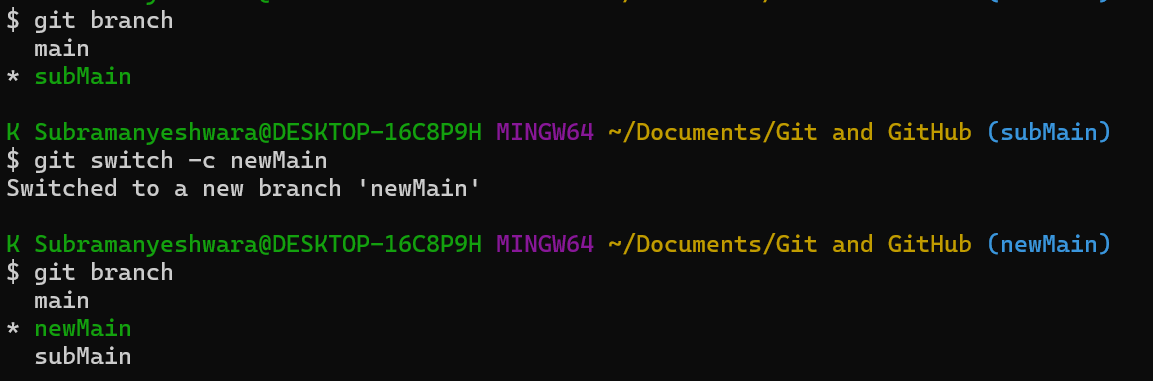 $ git branch
  main
* subMain
K Subramanyeshwara@DESKTOP-16C8P9H MINGW64 ~/Documents/Git and GitHub (subMain)
$ git switch -c newMain
Switched to a new branch 'newMain'
K Subramanyeshwara@DESKTOP-16C8P9H MINGW64 ~/Documents/Git and GitHub (newMain)
$ git branch
  main
* newMain
  subMain